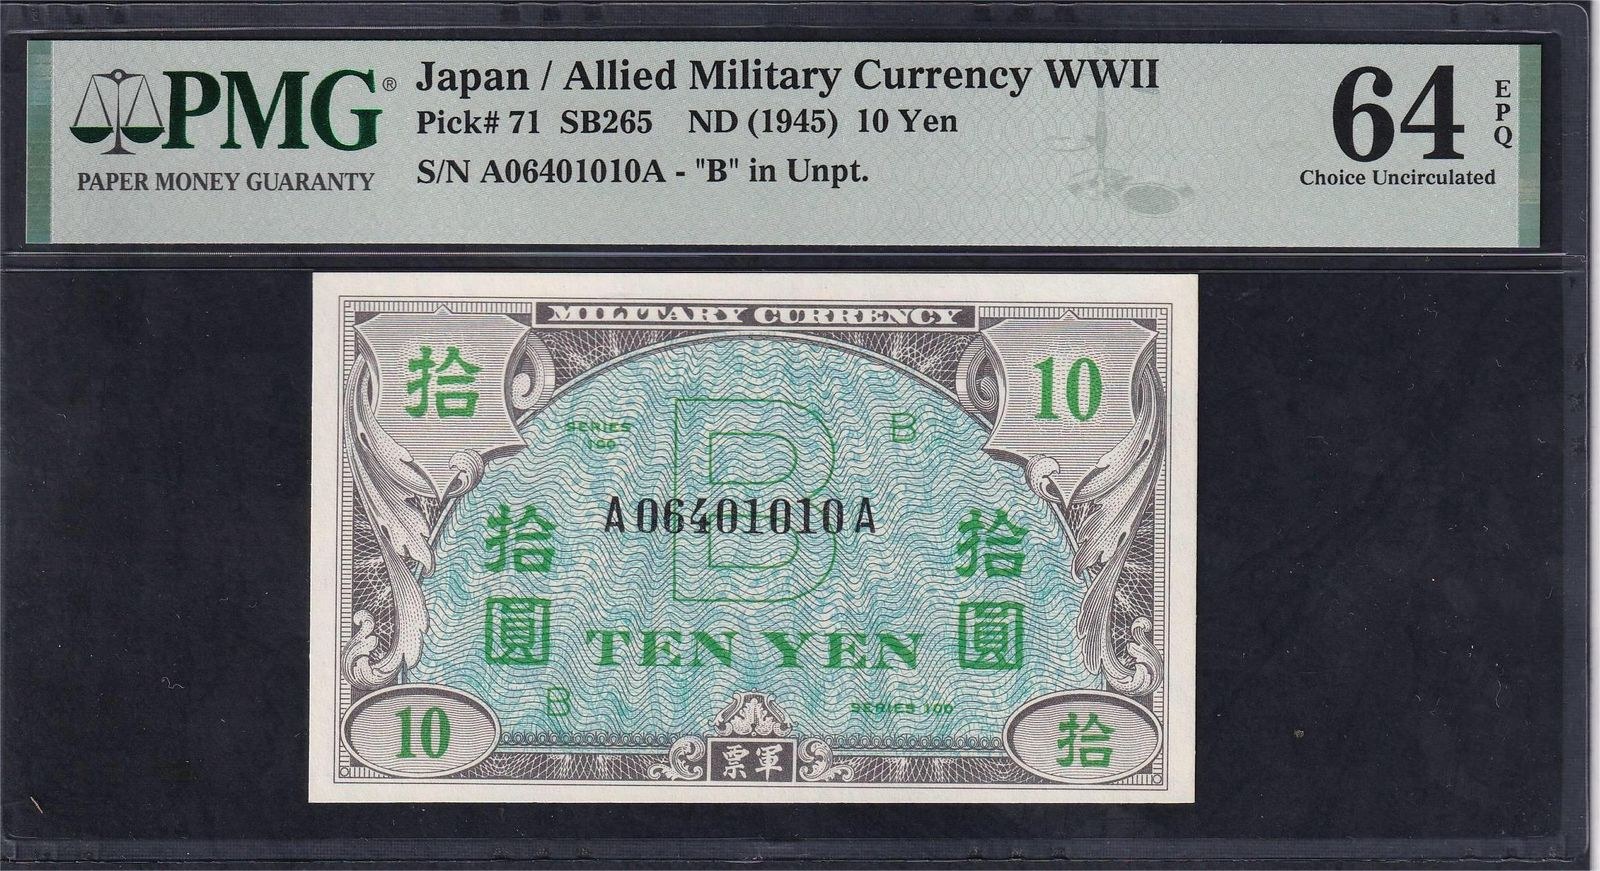 PMG®
PAPER MONEY GUARANTY
Japan / Allied Military Currency WWII
Pick# 71 SB265 ND (1945) 10 Yen
S/N A06401010A - "B" in Unpt.
64 EPQ
Choice Uncirculated
MILITARY CURRENCY
拾
10
SERIES
100
B
B
A06401010A
拾圓
拾圓
TEN YEN
B
SERIES 100
10
票軍
拾